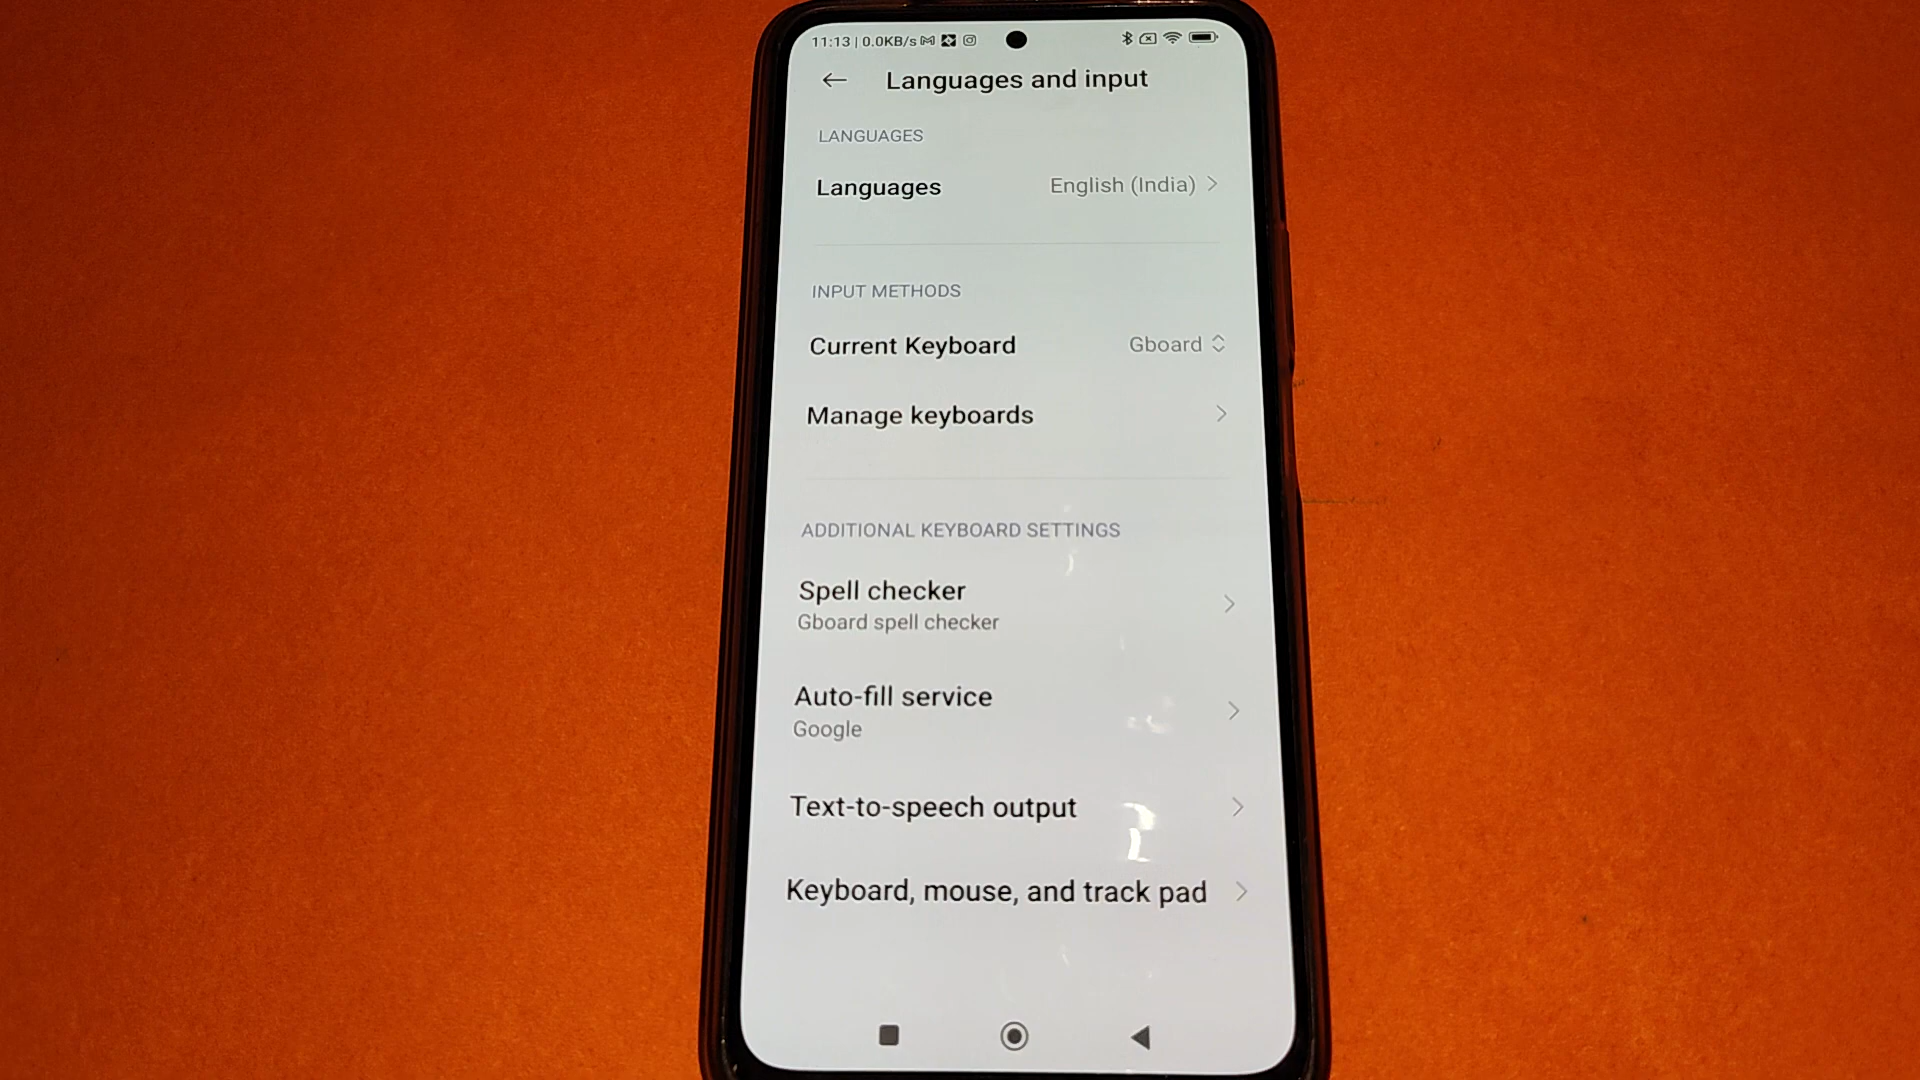 11:13 | 0.0KB/s
Languages and input
LANGUAGES
Languages English (India)
INPUT METHODS
Current Keyboard Gboard
Manage keyboards
ADDITIONAL KEYBOARD SETTINGS
Spell checker
Gboard spell checker
Auto-fill service
Google
Text-to-speech output
Keyboard, mouse, and track pad